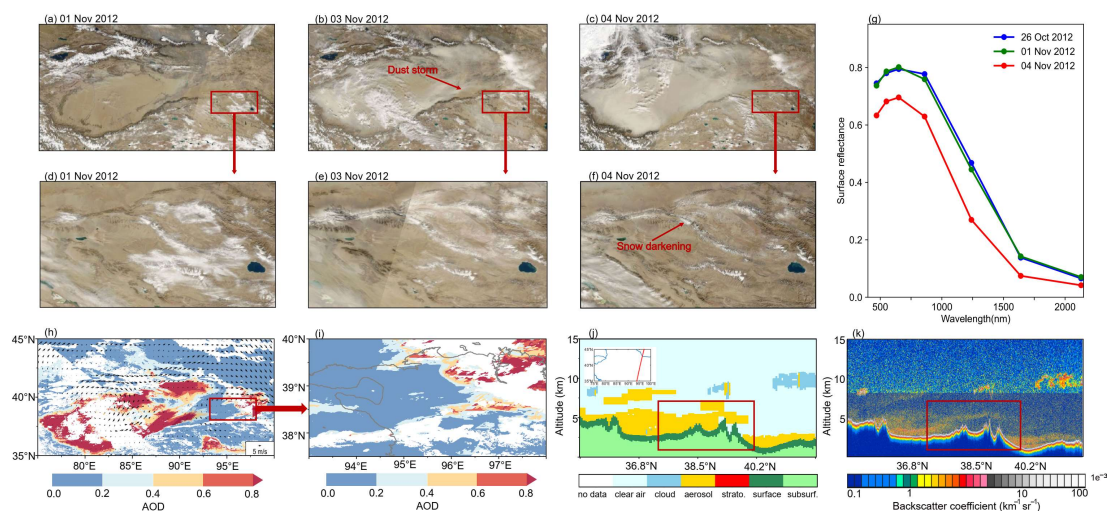 (a) 01 Nov 2012
(b) 03 Nov 2012
Dust storm
(c) 04 Nov 2012
(g)
26 Oct 2012
01 Nov 2012
04 Nov 2012
Surface reflectance
0.8
0.6
0.4
0.2
0.0
500 1000 1500 2000
Wavelength(nm)
(d) 01 Nov 2012
(e) 03 Nov 2012
(f) 04 Nov 2012
Snow darkening
(h)
45°N
40°N
35°N
80°E 85°E 90°E 95°E
5 m/s
0.0 0.2 0.4 0.6 0.8
AOD
(i)
40°N
39°N
38°N
94°E 95°E 96°E 97°E
0.0 0.2 0.4 0.6 0.8
AOD
(j)
Altitude (km)
15
10
5
36.8°N 38.5°N 40.2°N
no data clear air cloud aerosol strato. surface subsurf.
(k)
Altitude (km)
15
10
5
36.8°N 38.5°N 40.2°N
0.1 1 10 100
1e⁻³
Backscatter coefficient (km⁻¹ sr⁻¹)